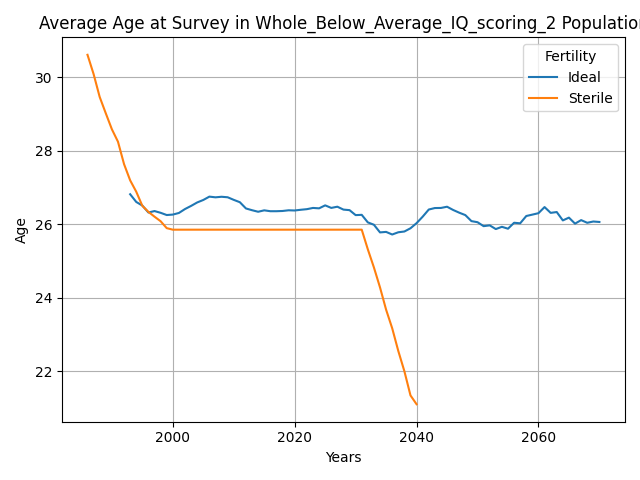 Average Age at Survey in Whole_Below_Average_IQ_scoring_2 Population
Fertility
Ideal
Sterile
30
28
26
24
22
Age
2000 2020 2040 2060
Years